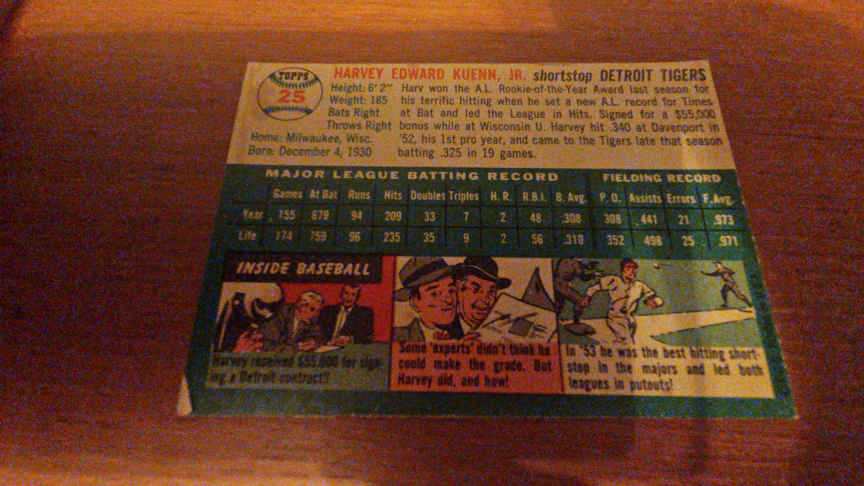 TOPPS
25
HARVEY EDWARD KUENN, JR. shortstop DETROIT TIGERS
Height: 6'2"
Weight: 185
Bats Right
Throws Right
Home: Milwaukee, Wisc.
Born: December 4, 1930
Harv won the A.L. Rookie-of-the-Year Award last season for
his terrific hitting when he set a new A.L. record for Times
at Bat and led the League in Hits. Signed for a $55,000
bonus while at Wisconsin U. Harvey hit .340 at Davenport in
'52, his 1st pro year, and came to the Tigers late that season
batting .325 in 19 games.
MAJOR LEAGUE BATTING RECORD FIELDING RECORD
Games At Bat Runs Hits Doubles Triples H. R. R.B.I. B. Avg. P. O. Assists Errors F. Avg.
Year 155 679 94 209 33 7 2 48 .308 308 441 21 .973
Life 174 759 96 235 35 9 2 56 .310 352 498 25 .971
INSIDE BASEBALL
Harvey received $55,000 for sign-
ing a Detroit contract!!
Some 'experts' didn't think he
could make the grade. But
Harvey did, and how!
In '53 he was the best hitting short-
stop in the majors and led both
leagues in putouts!